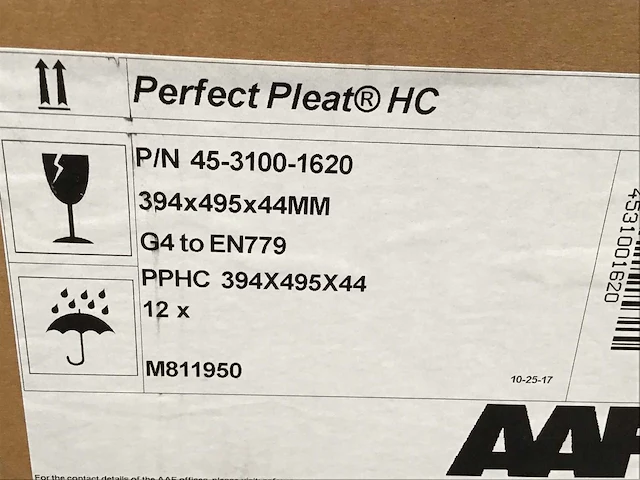 Perfect Pleat® HC
P/N 45-3100-1620
394x495x44MM
G4 to EN779
PPHC 394X495X44
12 x
M811950
10-25-17
4531001620
AAF
For the contact details of the AAF offices, please visit